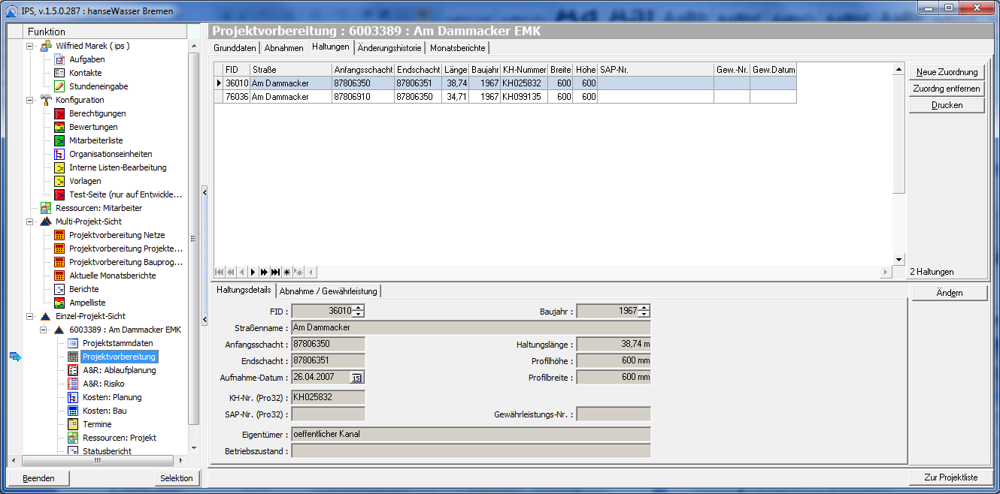 IPS, v.1.5.0.287 : hanseWasser Bremen
Funktion
Wilfried Marek ( ips )
Aufgaben
Kontakte
Stundeneingabe
Konfiguration
Berechtigungen
Bewertungen
Mitarbeiterliste
Organisationseinheiten
Interne Listen-Bearbeitung
Vorlagen
Test-Seite (nur auf Entwickle...
Ressourcen: Mitarbeiter
Multi-Projekt-Sicht
Projektvorbereitung Netze
Projektvorbereitung Projekte...
Projektvorbereitung Bauprog...
Aktuelle Monatsberichte
Berichte
Ampelliste
Einzel-Projekt-Sicht
6003389 : Am Dammacker EMK
Projektstammdaten
Projektvorbereitung
A&R: Ablaufplanung
A&R: Risiko
Kosten: Planung
Kosten: Bau
Termine
Ressourcen: Projekt
Statusbericht
Beenden
Selektion
Projektvorbereitung : 6003389 : Am Dammacker EMK
Grunddaten Abnahmen Haltungen Änderungshistorie Monatsberichte
FID Straße Anfangsschacht Endschacht Länge Baujahr KH-Nummer Breite Höhe SAP-Nr. Gew.-Nr. Gew.Datum
36010 Am Dammacker 87806350 87806351 38,74 1967 KH025832 600 600
76036 Am Dammacker 87806910 87806350 34,71 1967 KH099135 600 600
Neue Zuordnung
Zuordng entfernen
Drucken
2 Haltungen
Haltungsdetails Abnahme / Gewährleistung
Ändern
FID : 36010 Baujahr : 1967
Straßenname : Am Dammacker
Anfangsschacht : 87806350 Haltungslänge : 38,74 m
Endschacht : 87806351 Profilhöhe : 600 mm
Aufnahme-Datum : 26.04.2007 15 Profilbreite : 600 mm
KH-Nr. (Pro32) : KH025832
SAP-Nr. (Pro32) : Gewährleistungs-Nr. :
Eigentümer : oeffentlicher Kanal
Betriebszustand :
Zur Projektliste